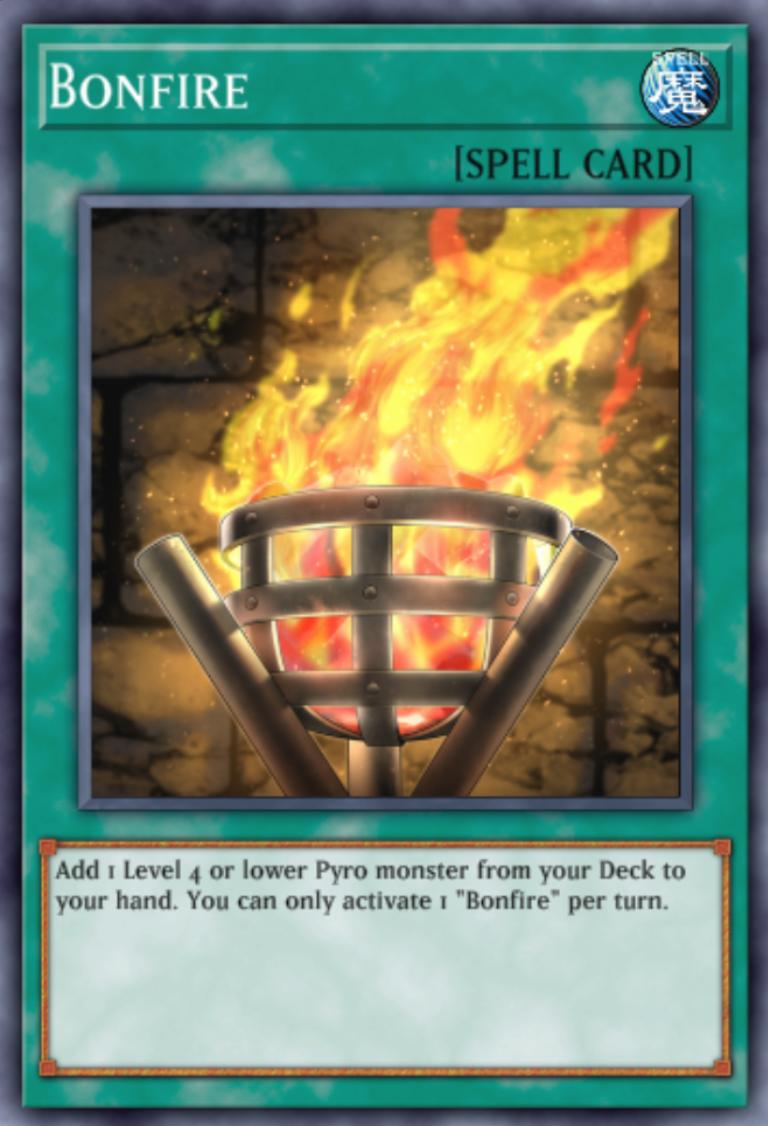 Bonfire
SPELL
魔
[SPELL CARD]
Add 1 Level 4 or lower Pyro monster from your Deck to
your hand. You can only activate 1 "Bonfire" per turn.